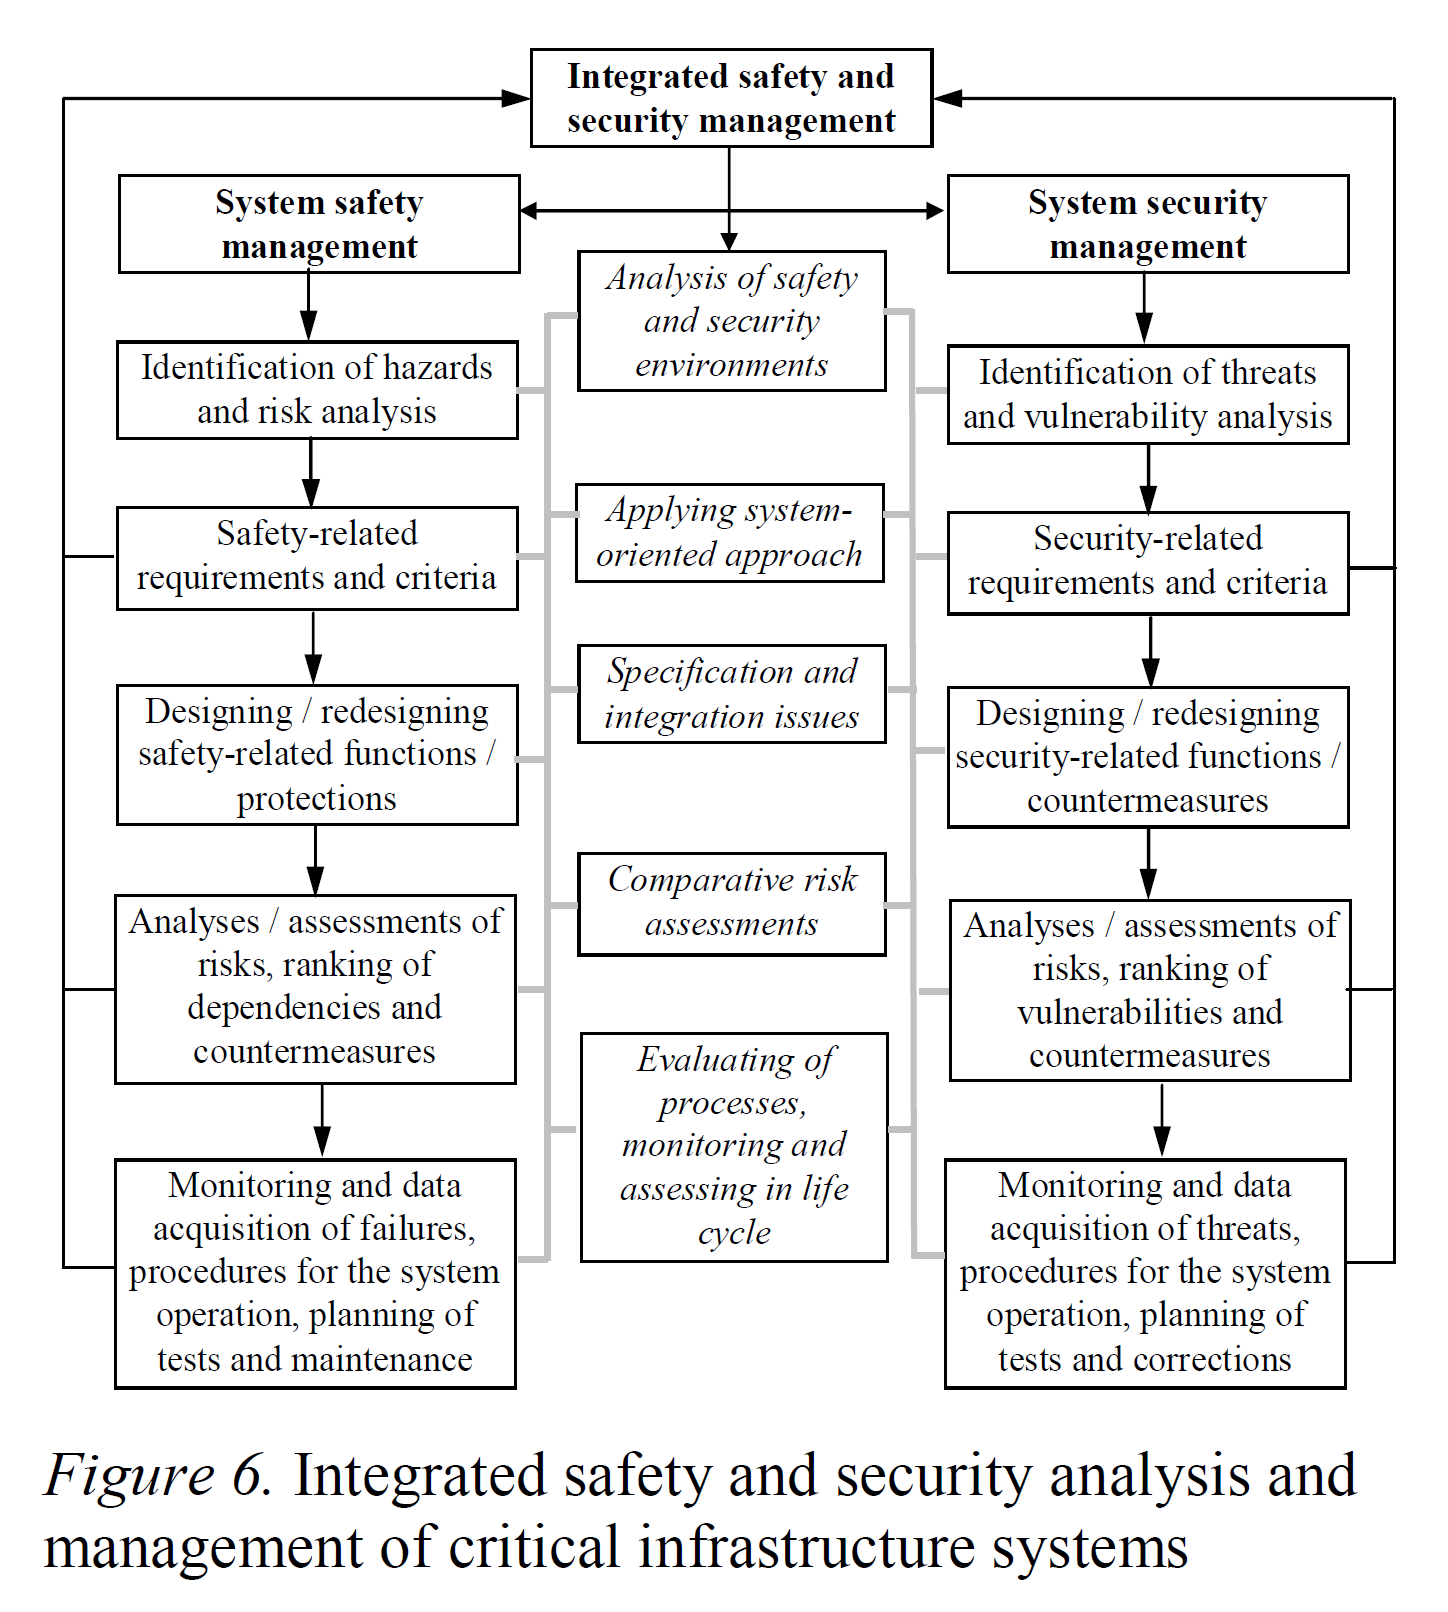 Integrated safety and
security management
System safety
management
System security
management
Analysis of safety
and security
environments
Identification of hazards
and risk analysis
Identification of threats
and vulnerability analysis
Applying system-
oriented approach
Safety-related
requirements and criteria
Security-related
requirements and criteria
Specification and
integration issues
Designing / redesigning
safety-related functions /
protections
Designing / redesigning
security-related functions /
countermeasures
Comparative risk
assessments
Analyses / assessments of
risks, ranking of
dependencies and
countermeasures
Analyses / assessments of
risks, ranking of
vulnerabilities and
countermeasures
Evaluating of
processes,
monitoring and
assessing in life
cycle
Monitoring and data
acquisition of failures,
procedures for the system
operation, planning of
tests and maintenance
Monitoring and data
acquisition of threats,
procedures for the system
operation, planning of
tests and corrections
Figure 6. Integrated safety and security analysis and
management of critical infrastructure systems